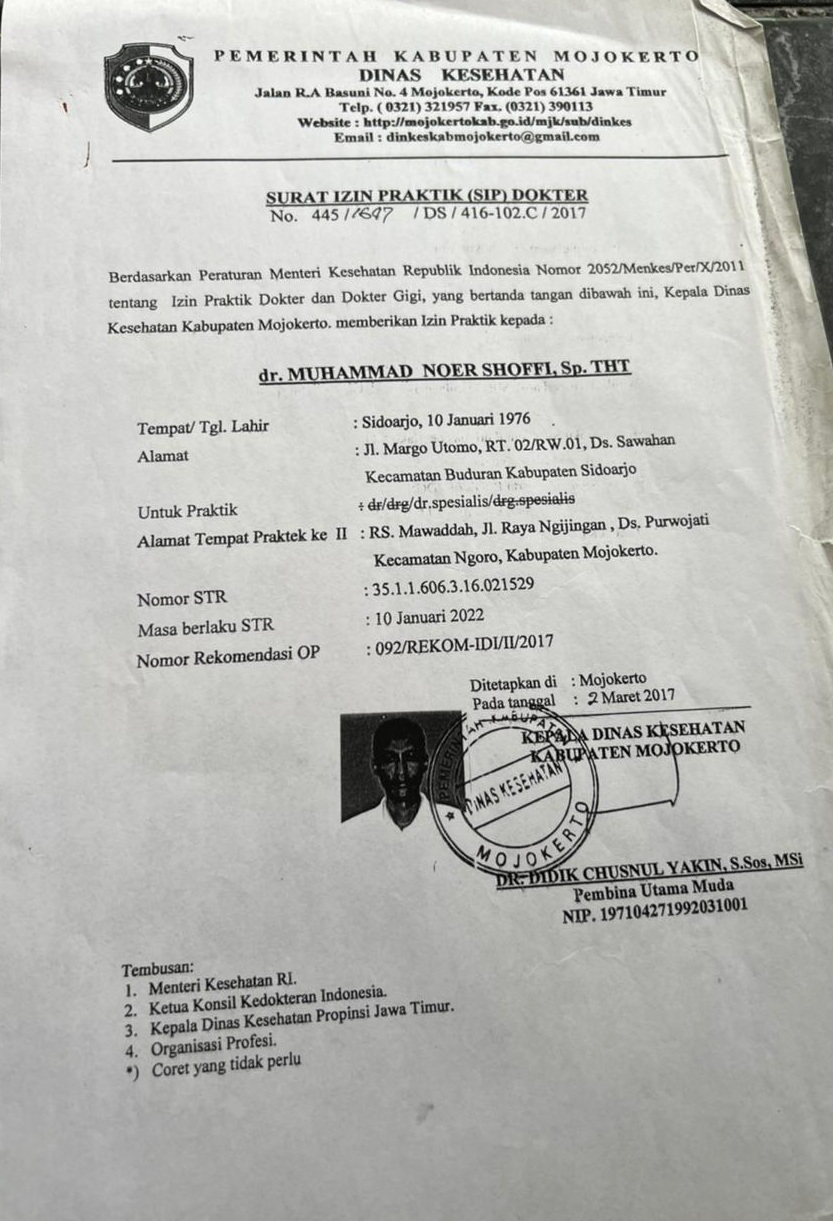 PEMERINTAH KABUPATEN MOJOKERTO
DINAS KESEHATAN
Jalan R.A Basuni No. 4 Mojokerto, Kode Pos 61361 Jawa Timur
Telp. ( 0321) 321957 Fax. (0321) 390113
Website : http://mojokertokab.go.id/mjk/sub/dinkes
Email : dinkeskabmojokerto@gmail.com
SURAT IZIN PRAKTIK (SIP) DOKTER
No. 445 / 1697 / DS / 416-102.C / 2017
Berdasarkan Peraturan Menteri Kesehatan Republik Indonesia Nomor 2052/Menkes/Per/X/2011
tentang Izin Praktik Dokter dan Dokter Gigi, yang bertanda tangan dibawah ini, Kepala Dinas
Kesehatan Kabupaten Mojokerto. memberikan Izin Praktik kepada :
dr. MUHAMMAD NOER SHOFFI, Sp. THT
Tempat/ Tgl. Lahir : Sidoarjo, 10 Januari 1976
Alamat : Jl. Margo Utomo, RT. 02/RW.01, Ds. Sawahan
Kecamatan Buduran Kabupaten Sidoarjo
Untuk Praktik : dr/drg/dr.spesialis/drg.spesialis
Alamat Tempat Praktek ke II : RS. Mawaddah, Jl. Raya Ngijingan , Ds. Purwojati
Kecamatan Ngoro, Kabupaten Mojokerto.
Nomor STR : 35.1.1.606.3.16.021529
Masa berlaku STR : 10 Januari 2022
Nomor Rekomendasi OP : 092/REKOM-IDI/II/2017
Ditetapkan di : Mojokerto
Pada tanggal : 2 Maret 2017
KEPALA DINAS KESEHATAN
KABUPATEN MOJOKERTO
PEMERINTAH KABUPATEN
DINAS KESEHATAN
MOJOKERTO
DR. DIDIK CHUSNUL YAKIN, S.Sos, MSi
Pembina Utama Muda
NIP. 197104271992031001
Tembusan:
1. Menteri Kesehatan RI.
2. Ketua Konsil Kedokteran Indonesia.
3. Kepala Dinas Kesehatan Propinsi Jawa Timur.
4. Organisasi Profesi.
*) Coret yang tidak perlu